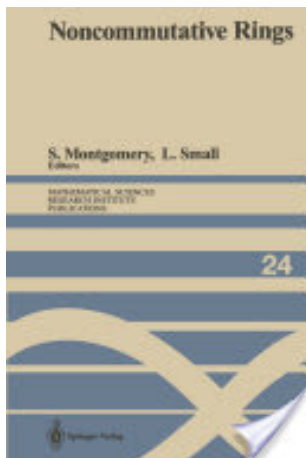 Noncommutative Rings
S. Montgomery, L. Small
Editors
MATHEMATICAL SCIENCES
RESEARCH INSTITUTE
PUBLICATIONS
24
Springer-Verlag